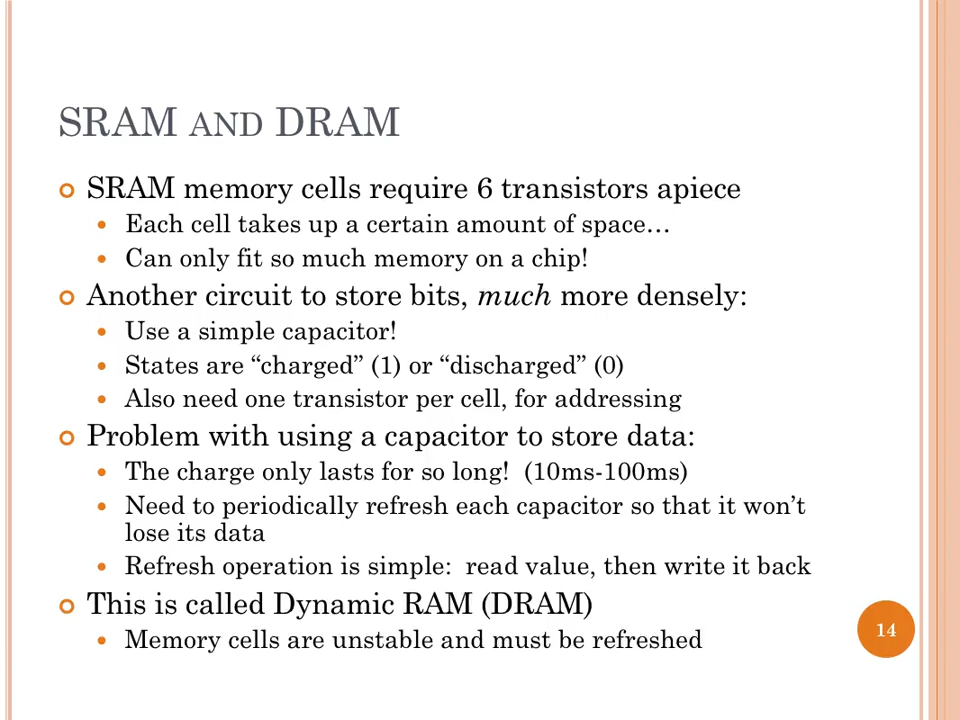 SRAM AND DRAM
SRAM memory cells require 6 transistors apiece
Each cell takes up a certain amount of space…
Can only fit so much memory on a chip!
Another circuit to store bits, much more densely:
Use a simple capacitor!
States are “charged” (1) or “discharged” (0)
Also need one transistor per cell, for addressing
Problem with using a capacitor to store data:
The charge only lasts for so long!  (10ms-100ms)
Need to periodically refresh each capacitor so that it won’t
lose its data
Refresh operation is simple:  read value, then write it back
This is called Dynamic RAM (DRAM)
Memory cells are unstable and must be refreshed
14